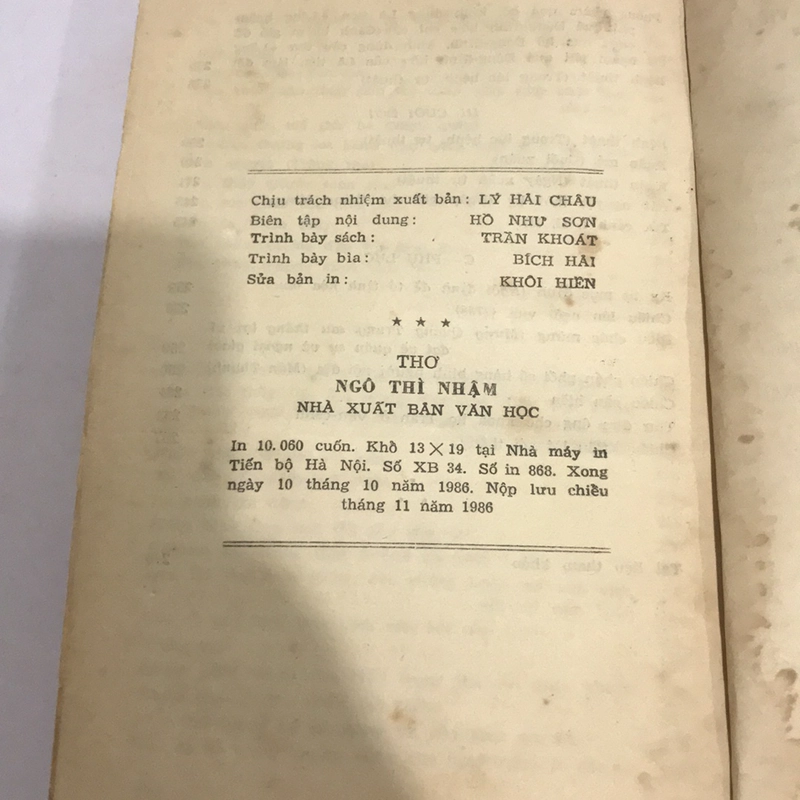 Chịu trách nhiệm xuất bản: LÝ HẢI CHÂU
Biên tập nội dung: HỒ NHƯ SƠN
Trình bày sách: TRẦN KHOÁT
Trình bày bìa: BÍCH HẢI
Sửa bản in: KHÔI HIỀN
★ ★ ★
THƠ
NGÔ THÌ NHẬM
NHÀ XUẤT BẢN VĂN HỌC
In 10.060 cuốn. Khổ 13×19 tại Nhà máy in
Tiến bộ Hà Nội. Số XB 34. Số in 868. Xong
ngày 10 tháng 10 năm 1986. Nộp lưu chiều
tháng 11 năm 1986